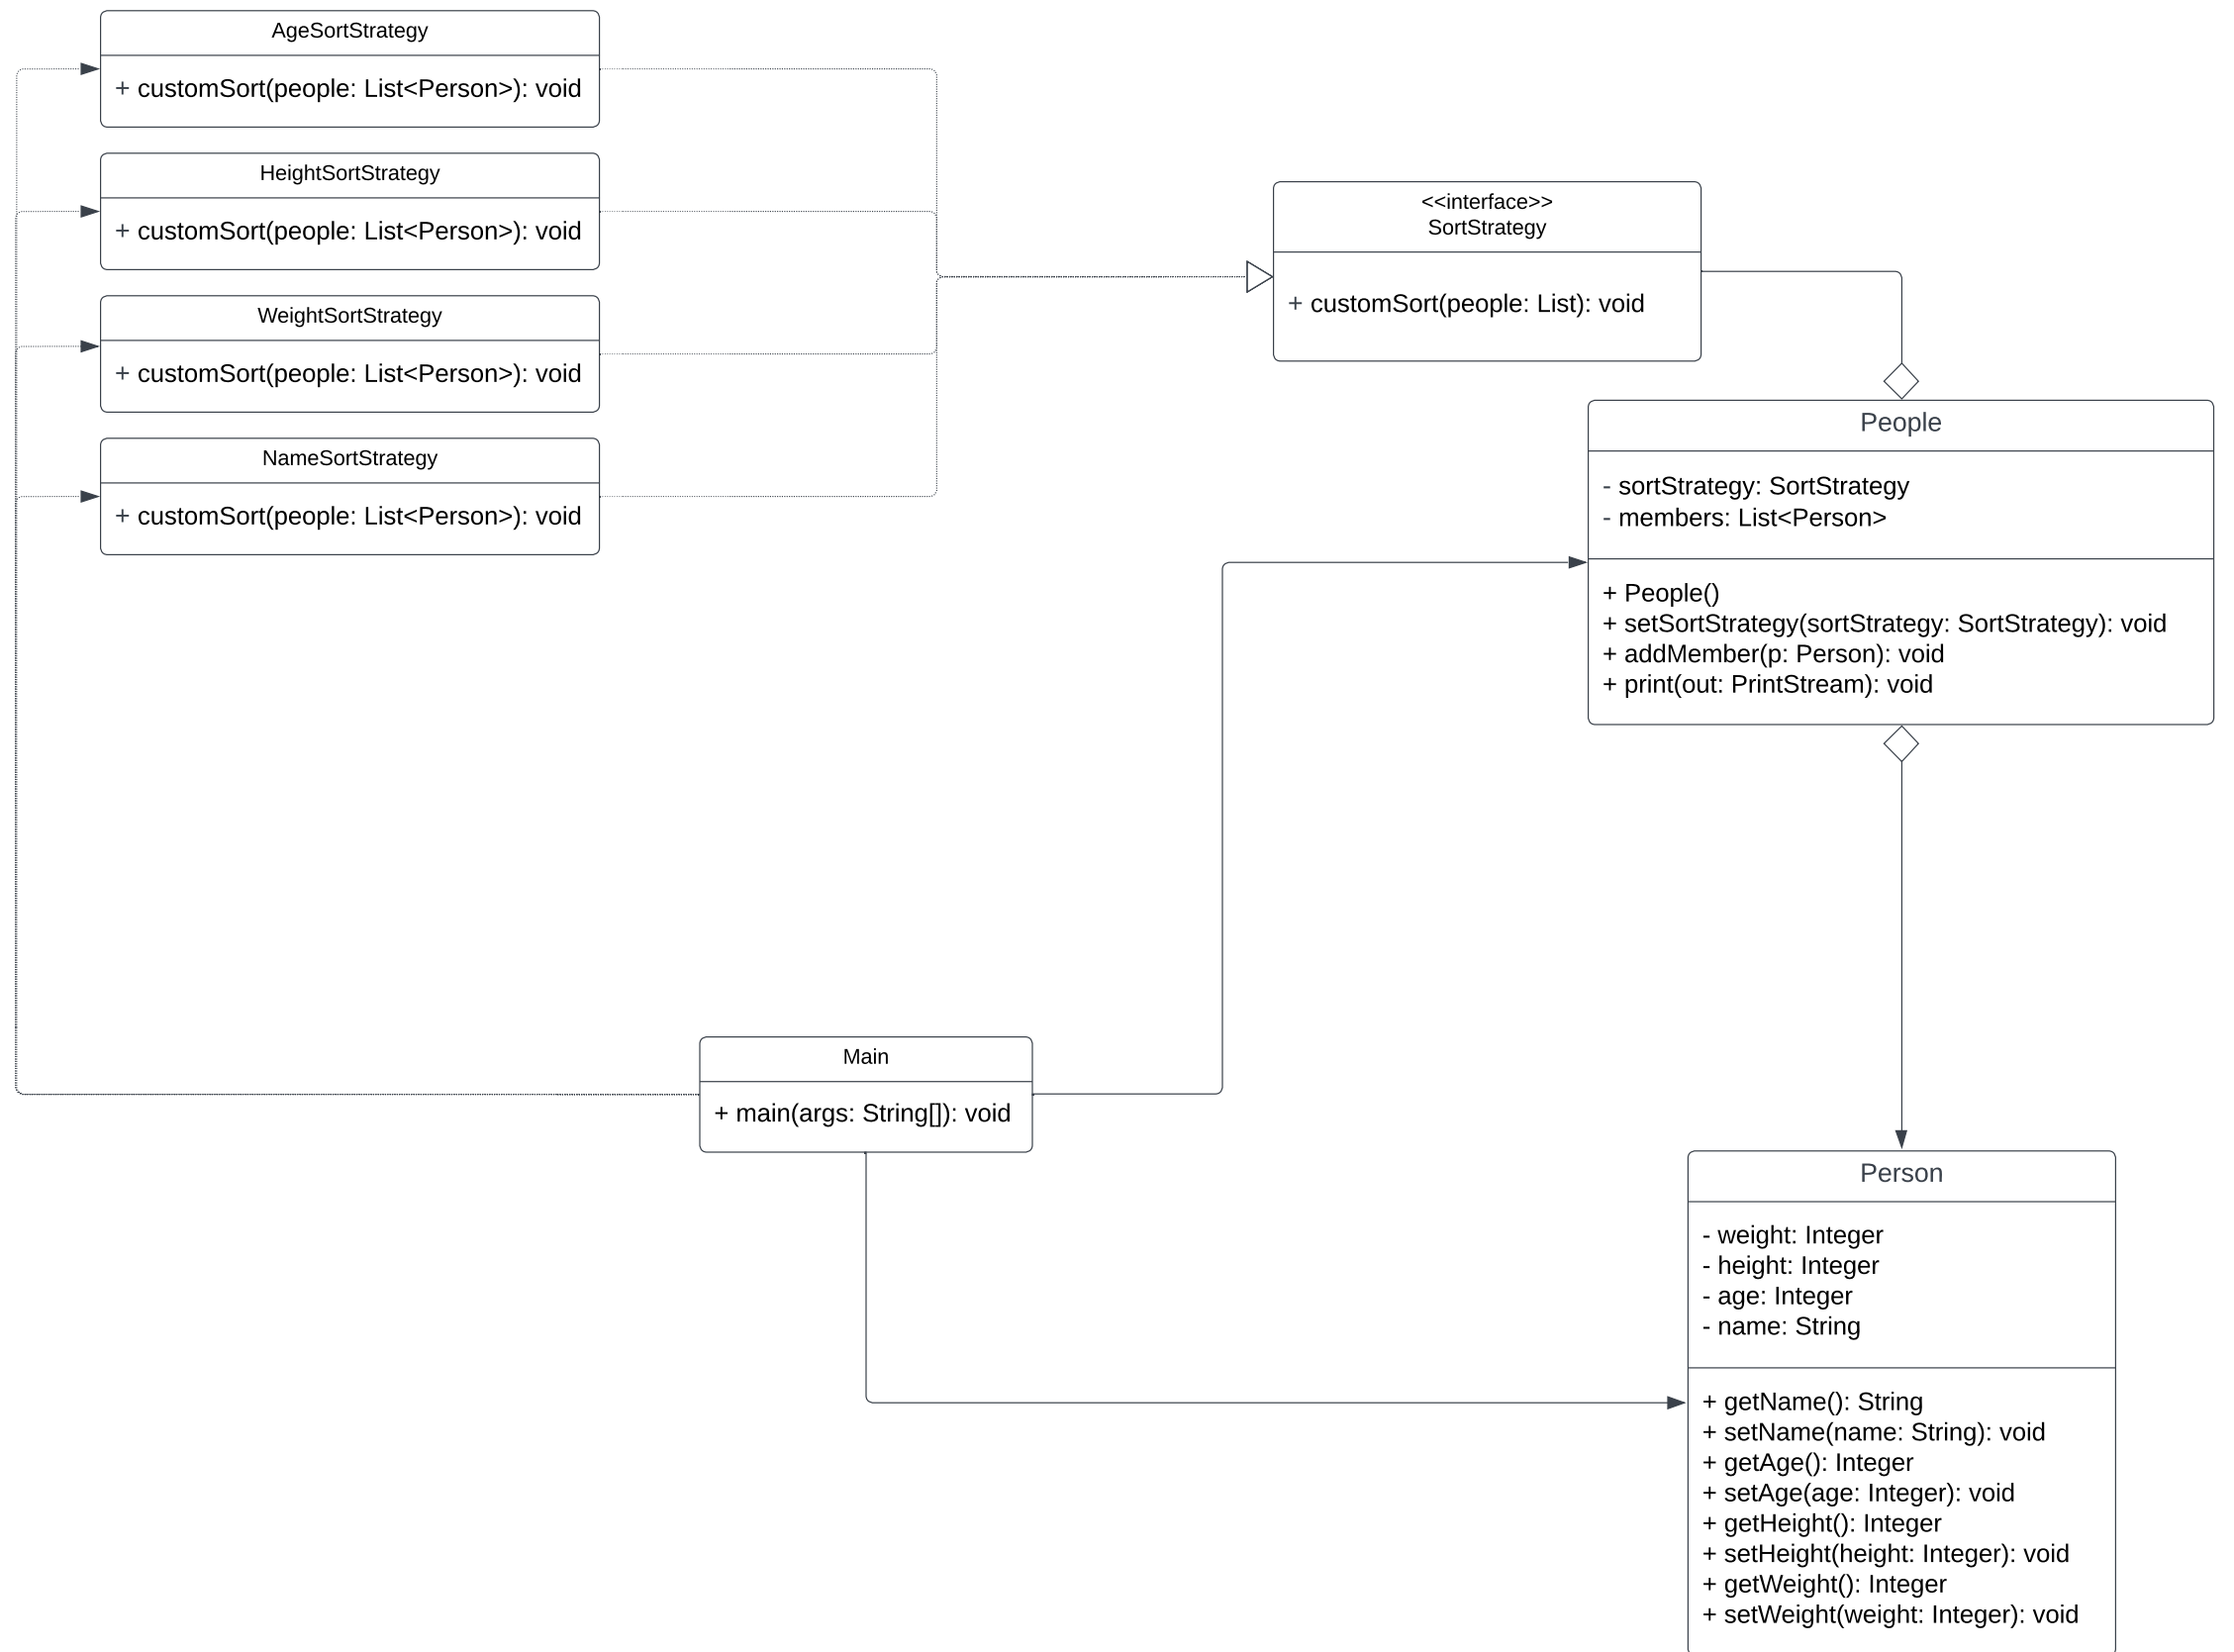 AgeSortStrategy
+ customSort(people: List<Person>): void
HeightSortStrategy
+ customSort(people: List<Person>): void
WeightSortStrategy
+ customSort(people: List<Person>): void
NameSortStrategy
+ customSort(people: List<Person>): void
<<interface>>
SortStrategy
+ customSort(people: List): void
People
- sortStrategy: SortStrategy
- members: List<Person>
+ People()
+ setSortStrategy(sortStrategy: SortStrategy): void
+ addMember(p: Person): void
+ print(out: PrintStream): void
Main
+ main(args: String[]): void
Person
- weight: Integer
- height: Integer
- age: Integer
- name: String
+ getName(): String
+ setName(name: String): void
+ getAge(): Integer
+ setAge(age: Integer): void
+ getHeight(): Integer
+ setHeight(height: Integer): void
+ getWeight(): Integer
+ setWeight(weight: Integer): void